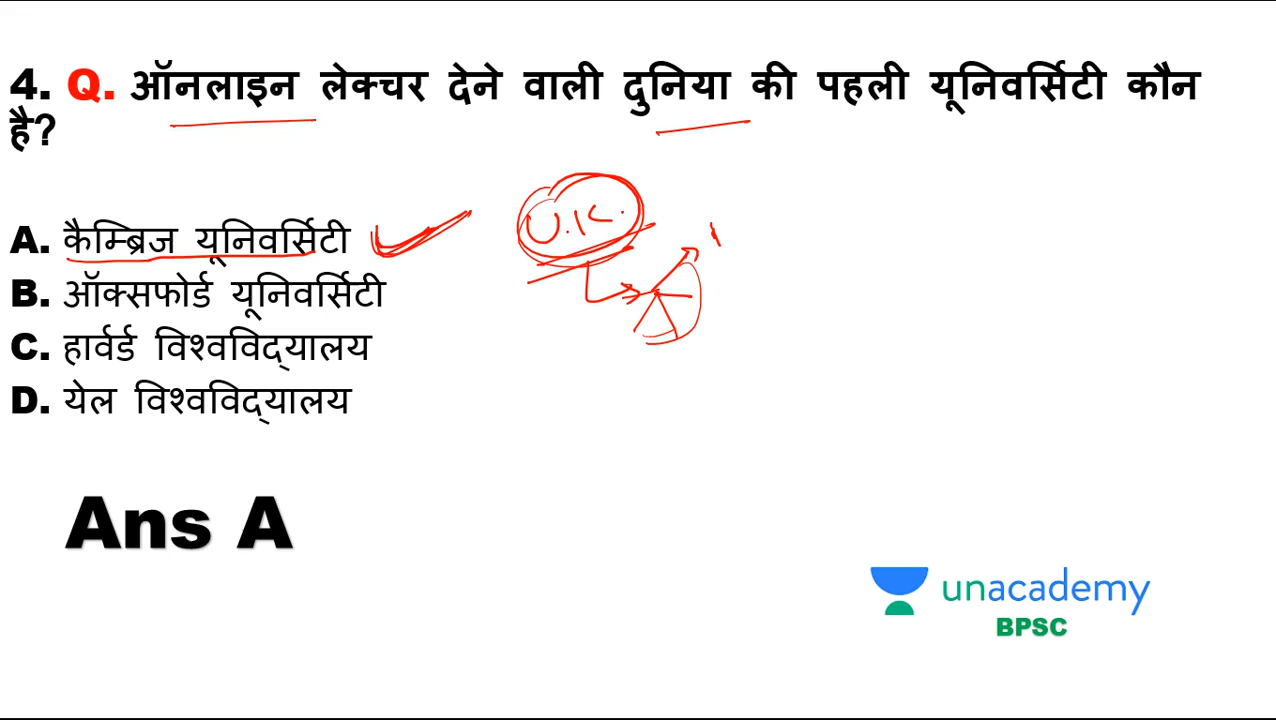 4. Q. ऑनलाइन लेक्चर देने वाली दुनिया की पहली यूनिवर्सिटी कौन
है?
A. कैम्ब्रिज यूनिवर्सिटी
U.K.
B. ऑक्सफोर्ड यूनिवर्सिटी
C. हार्वर्ड विश्वविद्यालय
D. येल विश्वविद्यालय
Ans A
unacademy
BPSC